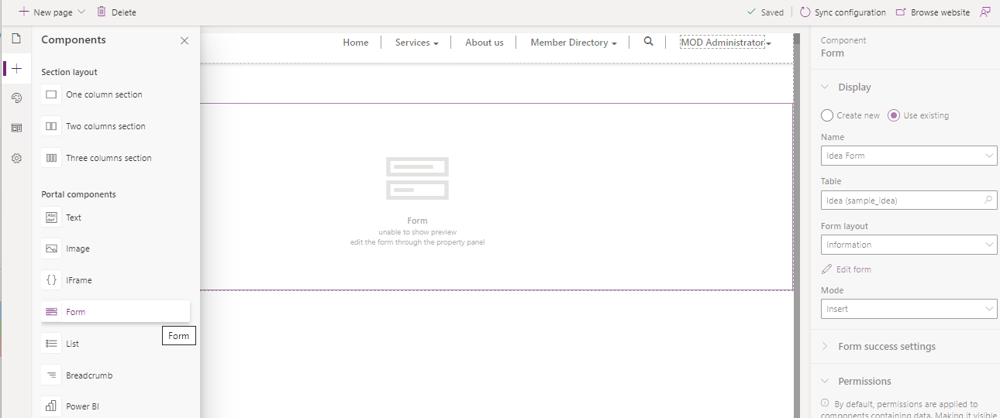 New page
Delete
Saved
Sync configuration
Browse website
Components
Section layout
One column section
Two columns section
Three columns section
Portal components
Text
Abc
def
Image
IFrame
Form
Form
List
Breadcrumb
Power BI
Home
Services
About us
Member Directory
MOD Administrator
Form
unable to show preview
edit the form through the property panel
Component
Form
Display
Create new
Use existing
Name
Idea Form
Table
Idea (sample_idea)
Form layout
Information
Edit form
Mode
Insert
Form success settings
Permissions
By default, permissions are applied to
components containing data. Making it visible